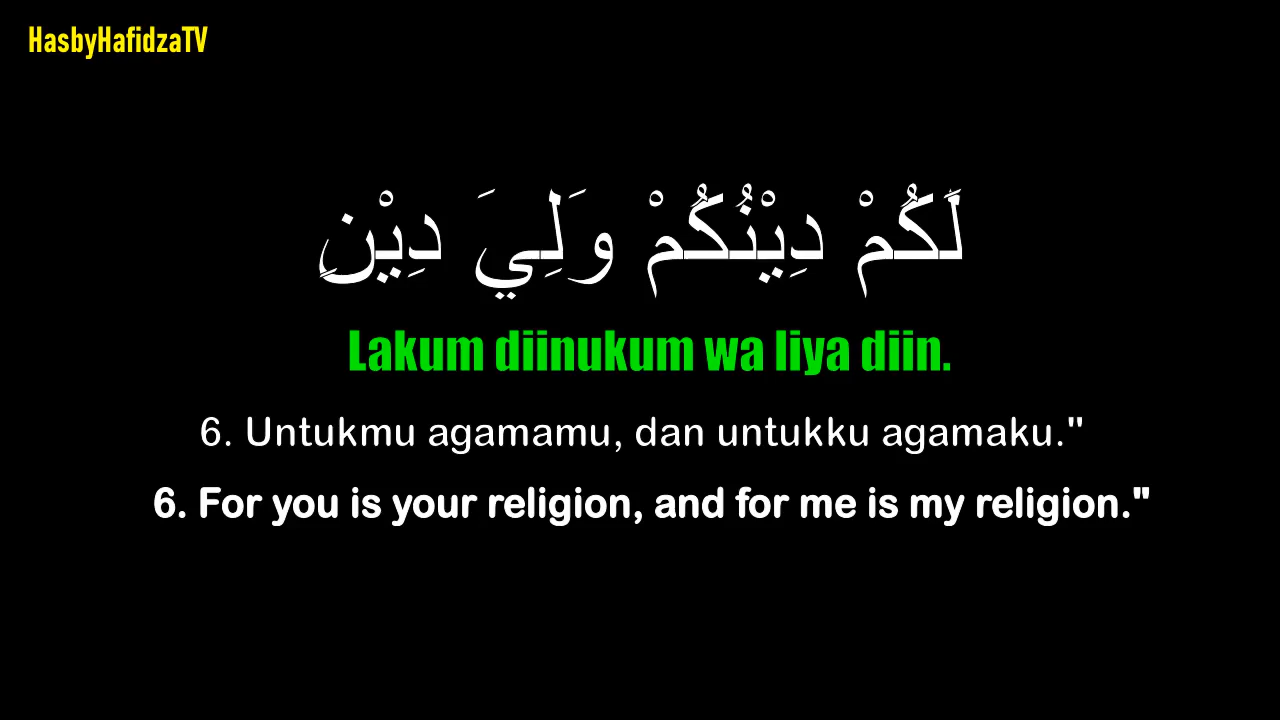 HasbyHafidzaTV
لَكُمْ دِيْنُكُمْ وَلِيَ دِيْنٍ
Lakum diinukum wa liya diin.
6. Untukmu agamamu, dan untukku agamaku."
6. For you is your religion, and for me is my religion."